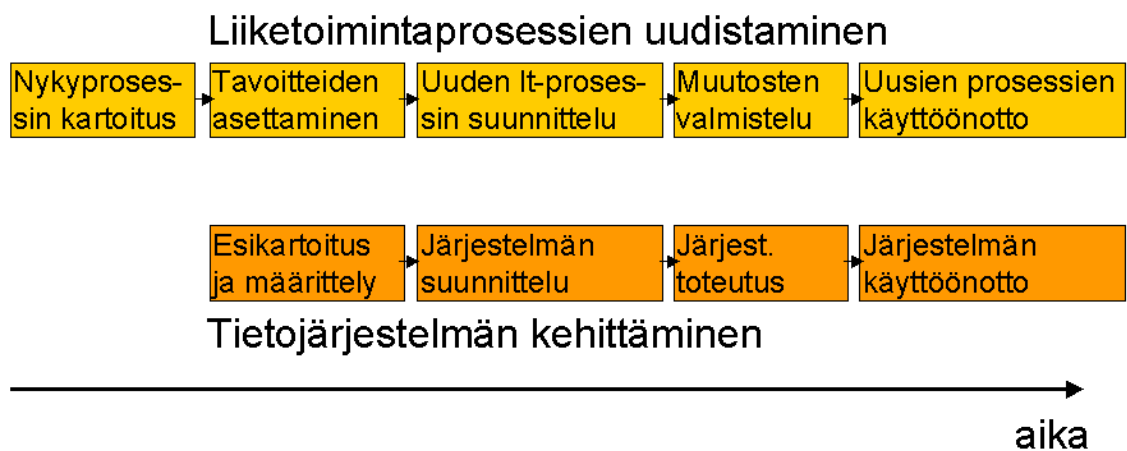 Liiketoimintaprosessien uudistaminen
Nykyproses-
sin kartoitus
Tavoitteiden
asettaminen
Uuden lt-proses-
sin suunnittelu
Muutosten
valmistelu
Uusien prosessien
käyttöönotto
Esikartoitus
ja määrittely
Järjestelmän
suunnittelu
Järjest.
toteutus
Järjestelmän
käyttöönotto
Tietojärjestelmän kehittäminen
aika